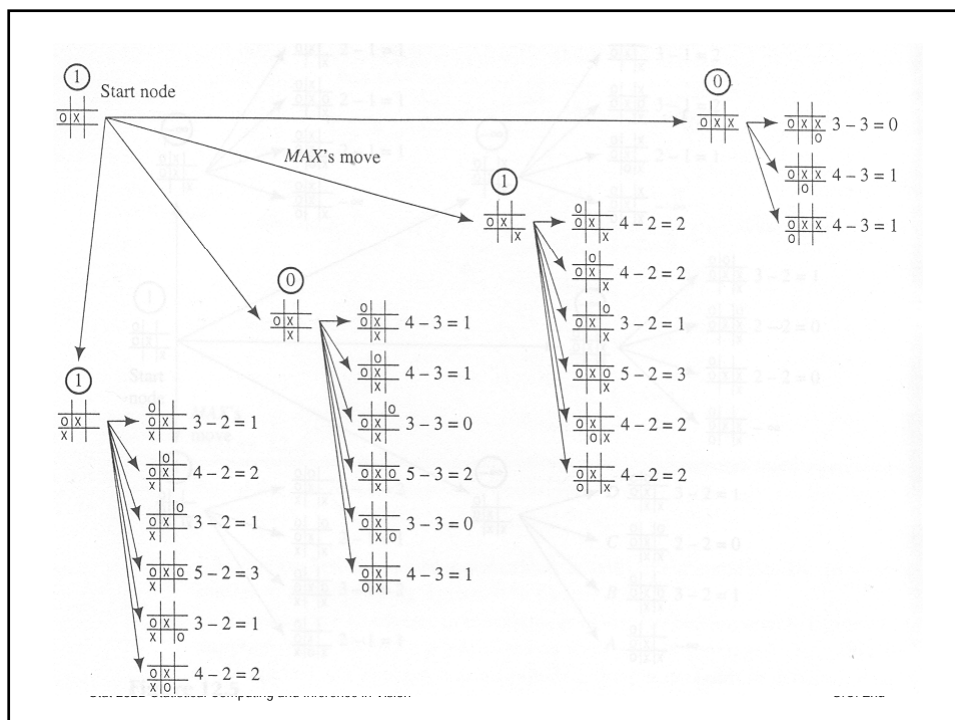 1
Start node
O X
MAX's move
0
O X X
O X X
O
3 – 3 = 0
O X X
O
4 – 3 = 1
O X X
O
4 – 3 = 1
1
O X
X
O
O X
X
4 – 2 = 2
O
O X
X
4 – 2 = 2
O
O X
X
3 – 2 = 1
O X O
X
5 – 2 = 3
O X
O X
4 – 2 = 2
O X
O X
4 – 2 = 2
0
O X
X
O
O X
X
4 – 3 = 1
O
O X
X
4 – 3 = 1
O
O X
X
3 – 3 = 0
O X O
X
5 – 3 = 2
O X
X O
3 – 3 = 0
O X
O X
4 – 3 = 1
1
O X
X
O
O X
X
3 – 2 = 1
O
O X
X
4 – 2 = 2
O
O X
X
3 – 2 = 1
O X O
X
5 – 2 = 3
O X
X O
3 – 2 = 1
O X
X O
4 – 2 = 2